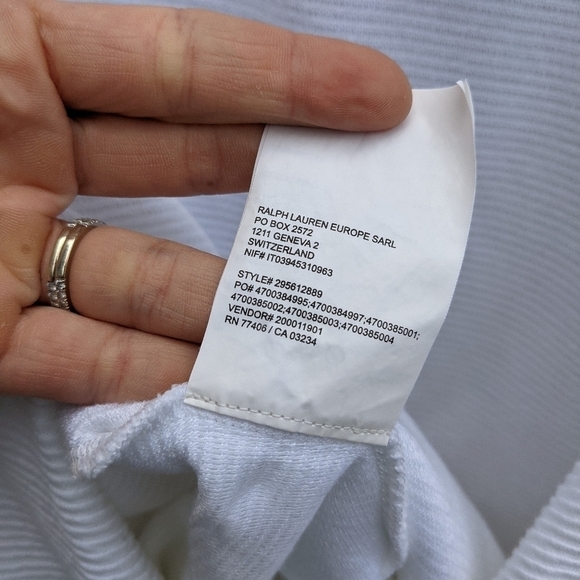 RALPH LAUREN EUROPE SARL
PO BOX 2572
1211 GENEVA 2
SWITZERLAND
NIF# IT03945310963
STYLE# 295612889
PO# 4700384995;4700384997;4700385001;
4700385002;4700385003;4700385004
VENDOR# 200011901
RN 77406 / CA 03234